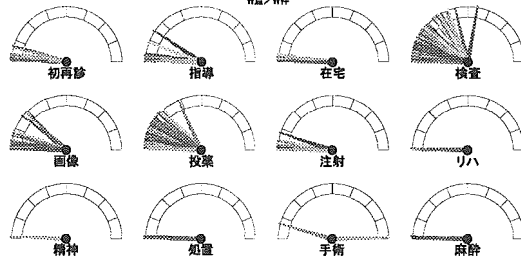 初再診 指導 在宅 検査
画像 投薬 注射 リハ
精神 処置 手術 麻酔